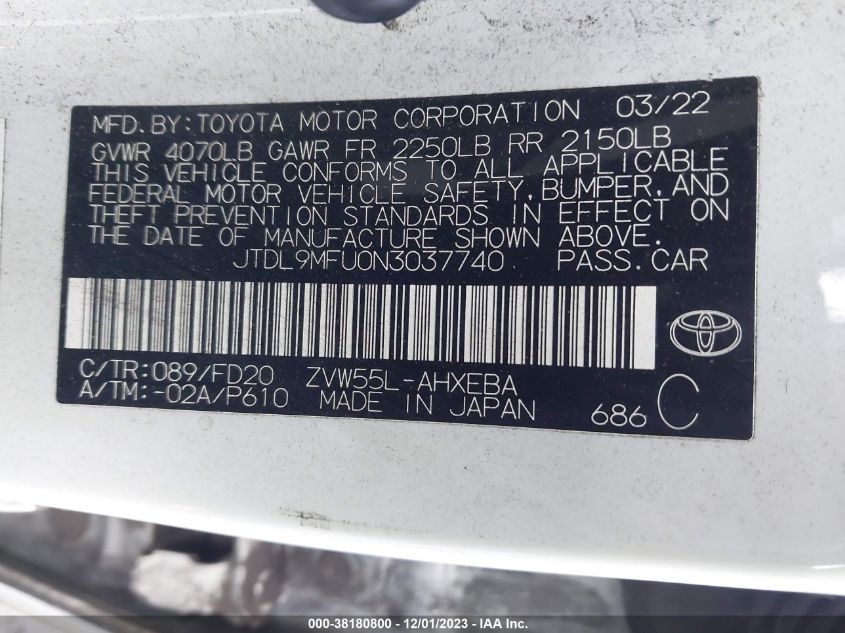 MFD. BY: TOYOTA MOTOR CORPORATION 03/22
GVWR 4070LB GAWR FR 2250LB RR 2150LB
THIS VEHICLE CONFORMS TO ALL APPLICABLE
FEDERAL MOTOR VEHICLE SAFETY, BUMPER, AND
THEFT PREVENTION STANDARDS IN EFFECT ON
THE DATE OF MANUFACTURE SHOWN ABOVE.
JTDL9MFU0N3037740 PASS. CAR
C/TR: 089/FD20 ZVW55L-AHXEBA
A/TM: -02A/P610 MADE IN JAPAN
686 C
000-38180800 - 12/01/2023 - IAA, Inc.